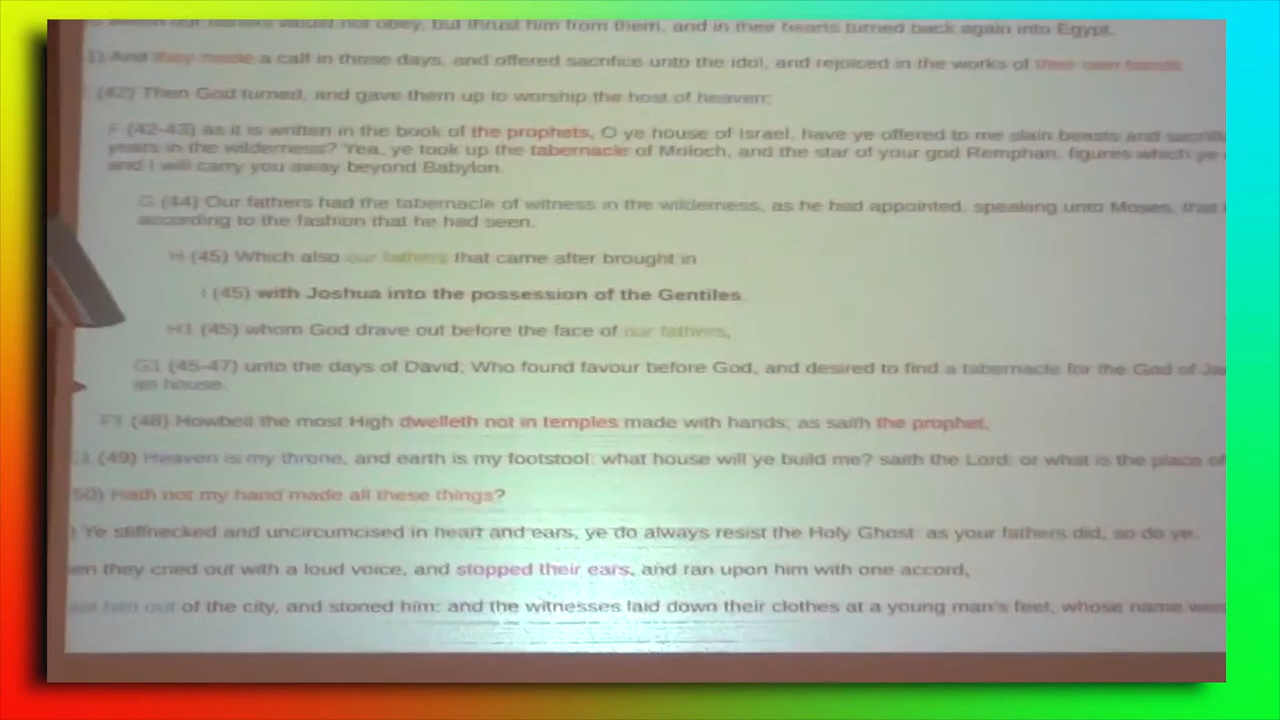 our fathers would not obey, but thrust him from them, and in their hearts turned back again into Egypt.
And they made a calf in those days, and offered sacrifice unto the idol, and rejoiced in the works of their own hands.
(42) Then God turned, and gave them up to worship the host of heaven;
F (42-43) as it is written in the book of the prophets, O ye house of Israel, have ye offered to me slain beasts and
years in the wilderness? Yea, ye took up the tabernacle of Moloch, and the star of your god Remphan, figures which ye
and I will carry you away beyond Babylon.
G (44) Our fathers had the tabernacle of witness in the wilderness, as he had appointed, speaking unto Moses, that
according to the fashion that he had seen.
H (45) Which also our fathers that came after brought in
I (45) with Joshua into the possession of the Gentiles
H1 (45) whom God drave out before the face of our fathers,
G1 (45-47) unto the days of David; Who found favour before God, and desired to find a tabernacle for the God of
an house.
F1 (48) Howbeit the most High dwelleth not in temples made with hands; as saith the prophet,
(49) Heaven is my throne, and earth is my footstool: what house will ye build me? saith the Lord: or what is the place of
50) Hath not my hand made all these things?
) Ye stiffnecked and uncircumcised in heart and ears, ye do always resist the Holy Ghost: as your fathers did, so do ye.
en they cried out with a loud voice, and stopped their ears, and ran upon him with one accord,
him out of the city, and stoned him: and the witnesses laid down their clothes at a young man's feet, whose name